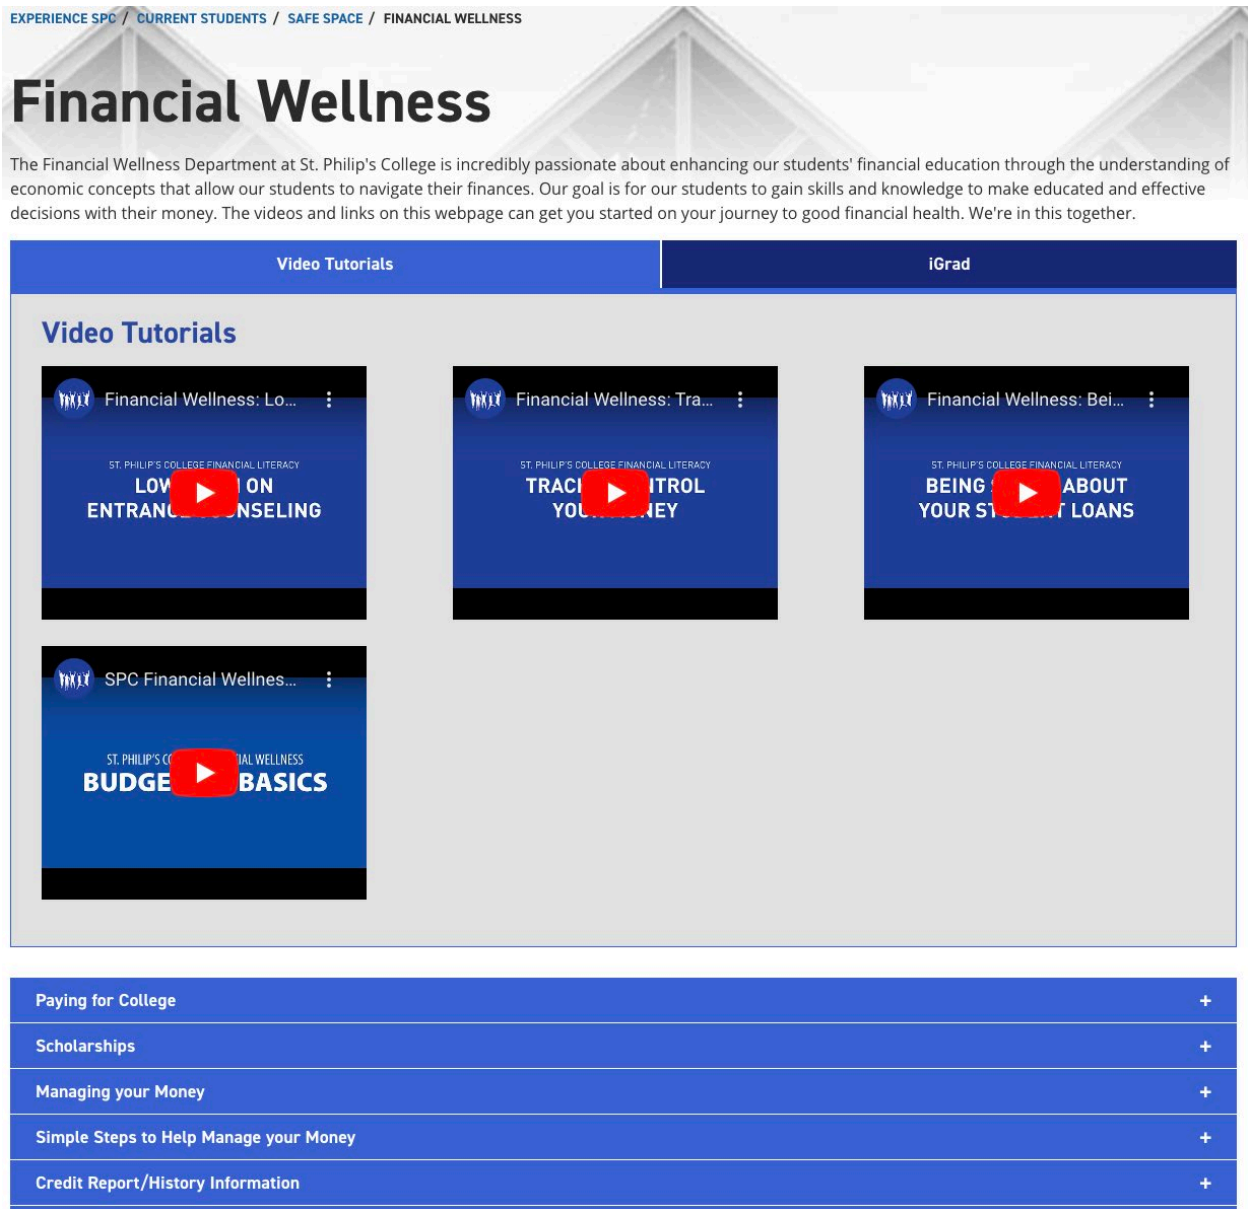 EXPERIENCE SPC / CURRENT STUDENTS / SAFE SPACE / FINANCIAL WELLNESS
Financial Wellness
The Financial Wellness Department at St. Philip's College is incredibly passionate about enhancing our students' financial education through the understanding of
economic concepts that allow our students to navigate their finances. Our goal is for our students to gain skills and knowledge to make educated and effective
decisions with their money. The videos and links on this webpage can get you started on your journey to good financial health. We're in this together.
Video Tutorials
iGrad
Video Tutorials
Financial Wellness: Lo...
ST. PHILIP'S COLLEGE FINANCIAL LITERACY
ON
Financial Wellness: Tra...
ST. PHILIP'S COLLEGE FINANCIAL LITERACY
Financial Wellness: Bei...
ST. PHILIP'S COLLEGE FINANCIAL LITERACY
BEING ABOUT
YOUR LOANS
SPC Financial Wellnes...
ST. PHILIP'S WELLNESS
BASICS
Paying for College +
Scholarships +
Managing your Money +
Simple Steps to Help Manage your Money +
Credit Report/History Information +